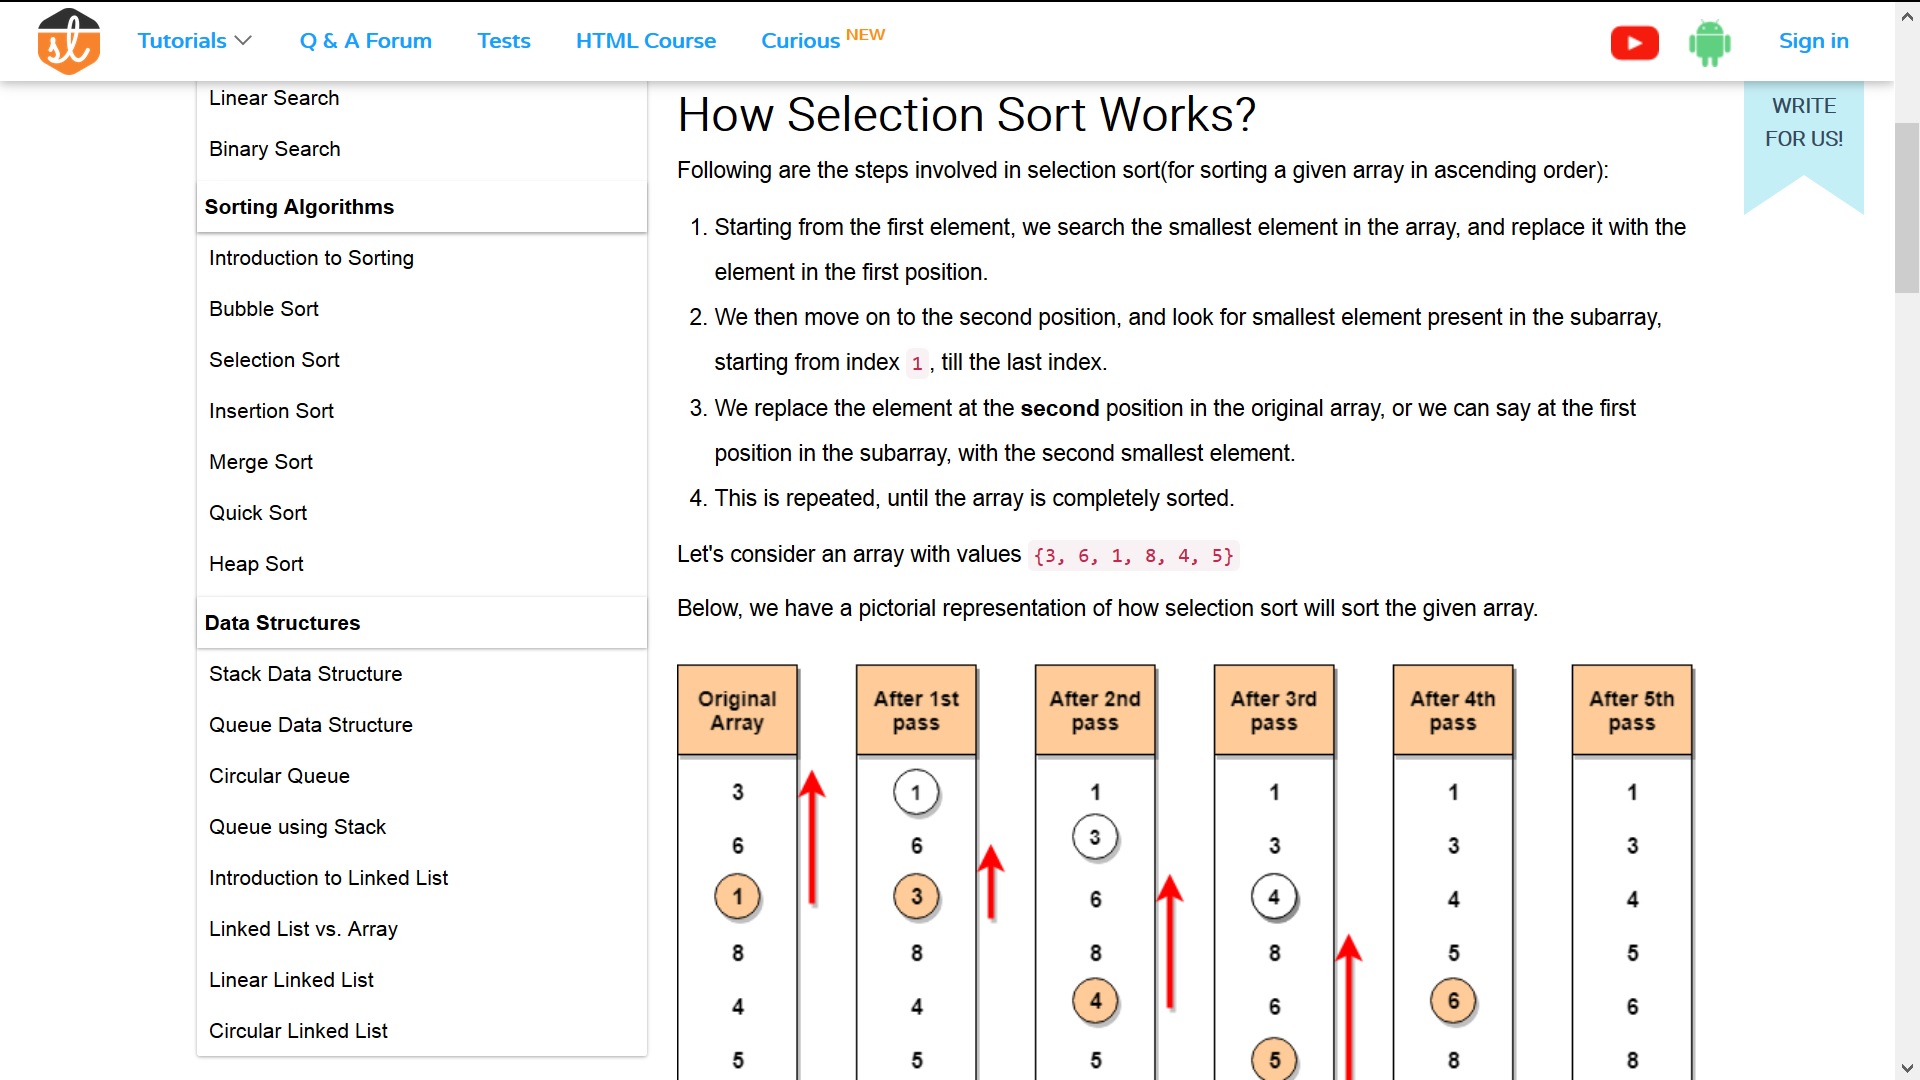 sl
Tutorials
Q & A Forum
Tests
HTML Course
Curious NEW
Sign in
Linear Search
Binary Search
Sorting Algorithms
Introduction to Sorting
Bubble Sort
Selection Sort
Insertion Sort
Merge Sort
Quick Sort
Heap Sort
Data Structures
Stack Data Structure
Queue Data Structure
Circular Queue
Queue using Stack
Introduction to Linked List
Linked List vs. Array
Linear Linked List
Circular Linked List
How Selection Sort Works?
Following are the steps involved in selection sort(for sorting a given array in ascending order):
1. Starting from the first element, we search the smallest element in the array, and replace it with the
element in the first position.
2. We then move on to the second position, and look for smallest element present in the subarray,
starting from index 1 , till the last index.
3. We replace the element at the second position in the original array, or we can say at the first
position in the subarray, with the second smallest element.
4. This is repeated, until the array is completely sorted.
Let's consider an array with values {3, 6, 1, 8, 4, 5}
Below, we have a pictorial representation of how selection sort will sort the given array.
Original
Array
3
6
1
8
4
5
After 1st
pass
1
6
3
8
4
5
After 2nd
pass
1
3
6
8
4
5
After 3rd
pass
1
3
4
8
6
5
After 4th
pass
1
3
4
5
6
8
After 5th
pass
1
3
4
5
6
8
WRITE
FOR US!